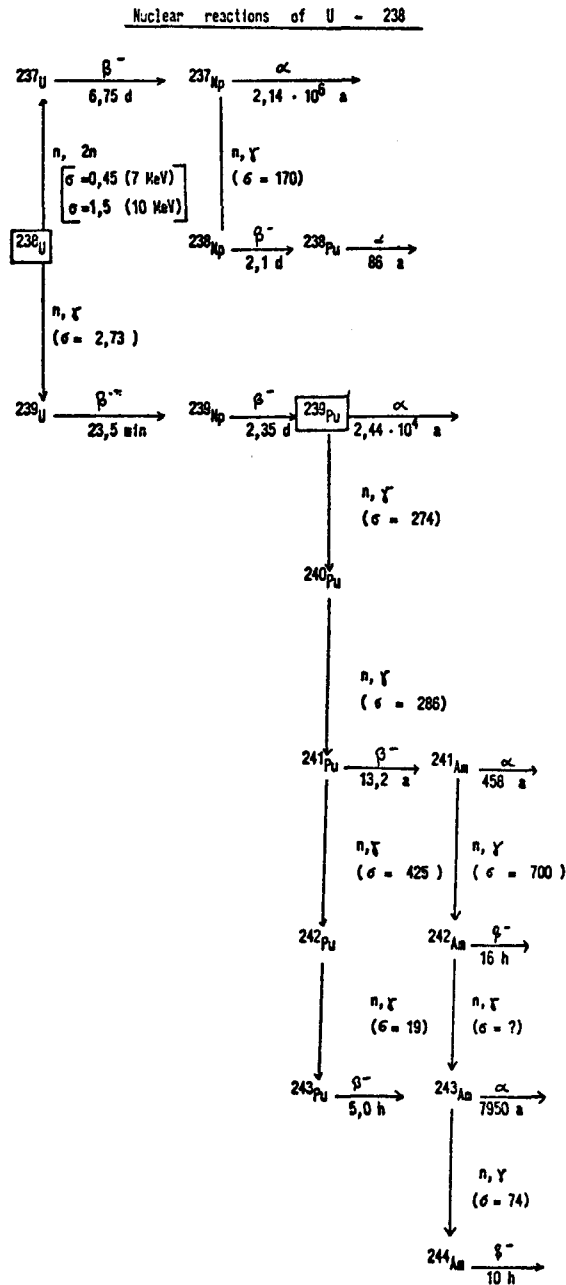 Nuclear reactions of U - 238
²³⁷U β⁻ 6,75 d ²³⁷Np α 2,14 · 10⁶ a
n, 2n
σ =0,45 (7 MeV)
σ =1,5 (10 MeV)
n, γ
(σ = 170)
²³⁸U
²³⁸Np β⁻ 2,1 d ²³⁸Pu α 86 a
n, γ
(σ = 2,73 )
²³⁹U β⁻ 23,5 min ²³⁹Np β⁻ 2,35 d ²³⁹Pu α 2,44 · 10⁴ a
n, γ
(σ = 274)
²⁴⁰Pu
n, γ
(σ = 286)
²⁴¹Pu β⁻ 13,2 a ²⁴¹Am α 458 a
n, γ
(σ = 425 )
n, γ
(σ = 700 )
²⁴²Pu
²⁴²Am β⁻ 16 h
n, γ
(σ = 19)
n, γ
(σ = ?)
²⁴³Pu β⁻ 5,0 h ²⁴³Am α 7950 a
n, γ
(σ = 74)
²⁴⁴Am β⁻ 10 h